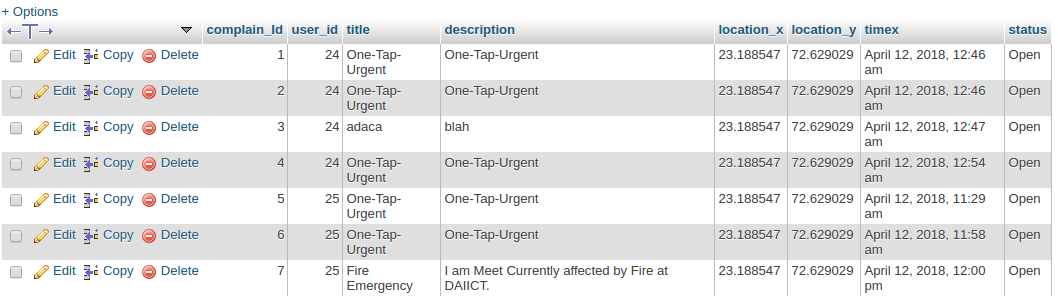 + Options
complain_Id user_id title description location_x location_y timex status
Edit Copy Delete 1 24 One-Tap- One-Tap-Urgent 23.188547 72.629029 April 12, 2018, 12:46 Open
Urgent am
Edit Copy Delete 2 24 One-Tap- One-Tap-Urgent 23.188547 72.629029 April 12, 2018, 12:46 Open
Urgent am
Edit Copy Delete 3 24 adaca blah 23.188547 72.629029 April 12, 2018, 12:47 Open
am
Edit Copy Delete 4 24 One-Tap- One-Tap-Urgent 23.188547 72.629029 April 12, 2018, 12:54 Open
Urgent am
Edit Copy Delete 5 25 One-Tap- One-Tap-Urgent 23.188547 72.629029 April 12, 2018, 11:29 Open
Urgent am
Edit Copy Delete 6 25 One-Tap- One-Tap-Urgent 23.188547 72.629029 April 12, 2018, 11:58 Open
Urgent am
Edit Copy Delete 7 25 Fire I am Meet Currently affected by Fire at 23.188547 72.629029 April 12, 2018, 12:00 Open
Emergency DAIICT. pm